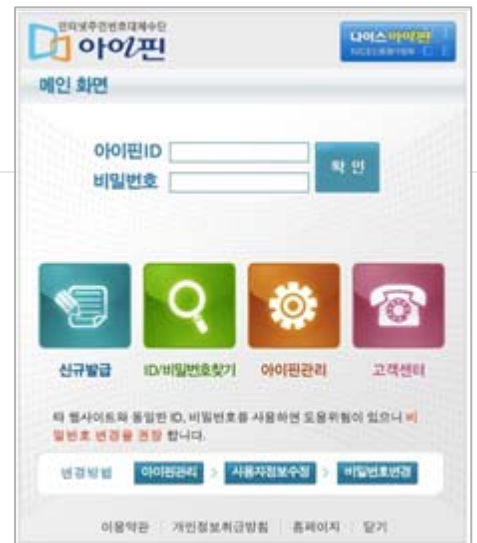 인터넷주민번호대체수단
아이핀
나이스아이핀
메인 화면
아이핀ID
비밀번호
확 인
신규발급
ID/비밀번호찾기
아이핀관리
고객센터
타 웹사이트와 동일한 ID, 비밀번호를 사용하면 도용위험이 있으니 비
밀번호 변경을 권장 합니다.
변경방법 아이핀관리 > 사용자정보수정 > 비밀번호변경
이용약관 개인정보취급방침 홈페이지 닫기